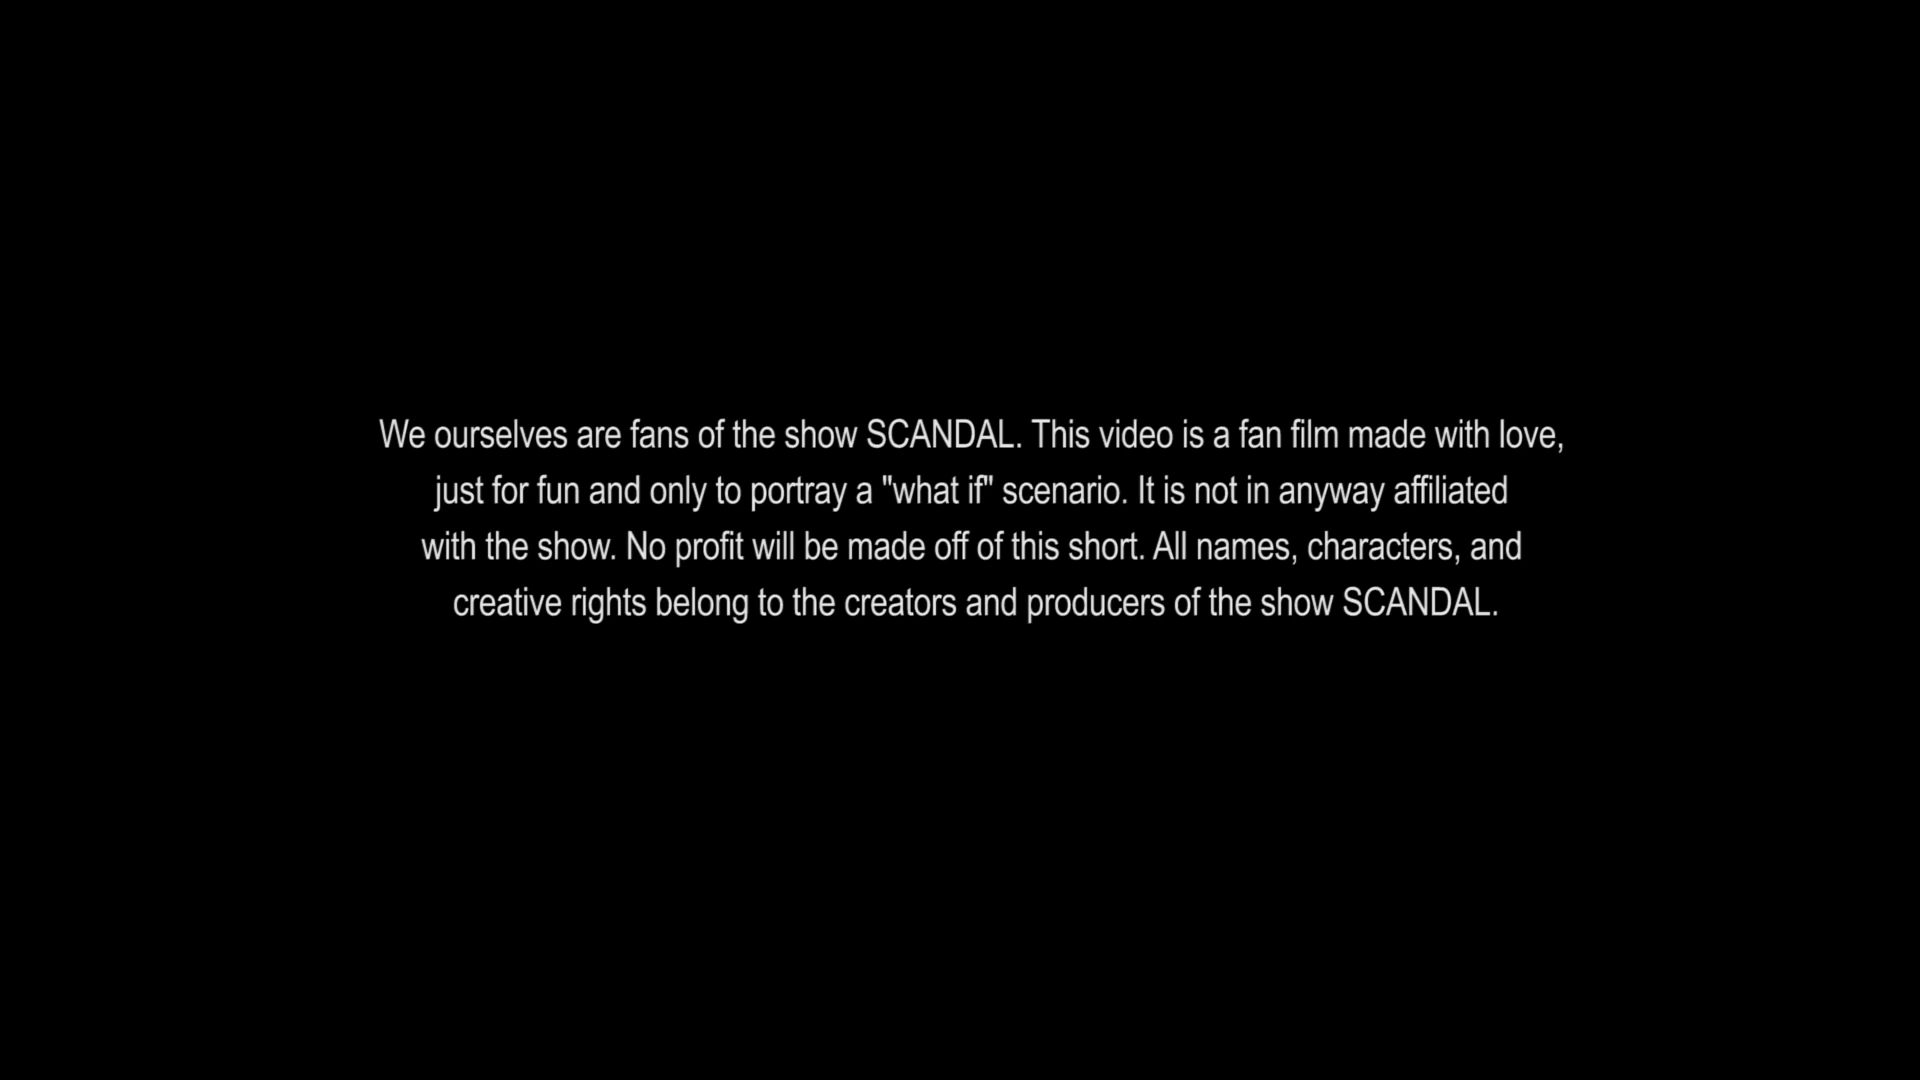 We ourselves are fans of the show SCANDAL. This video is a fan film made with love,
just for fun and only to portray a "what if" scenario. It is not in anyway affiliated
with the show. No profit will be made off of this short. All names, characters, and
creative rights belong to the creators and producers of the show SCANDAL.